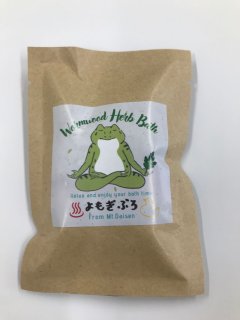 Wormwood Herb Bath
Relax and enjoy your bath time
よもぎぶろ
From Mt Daisen